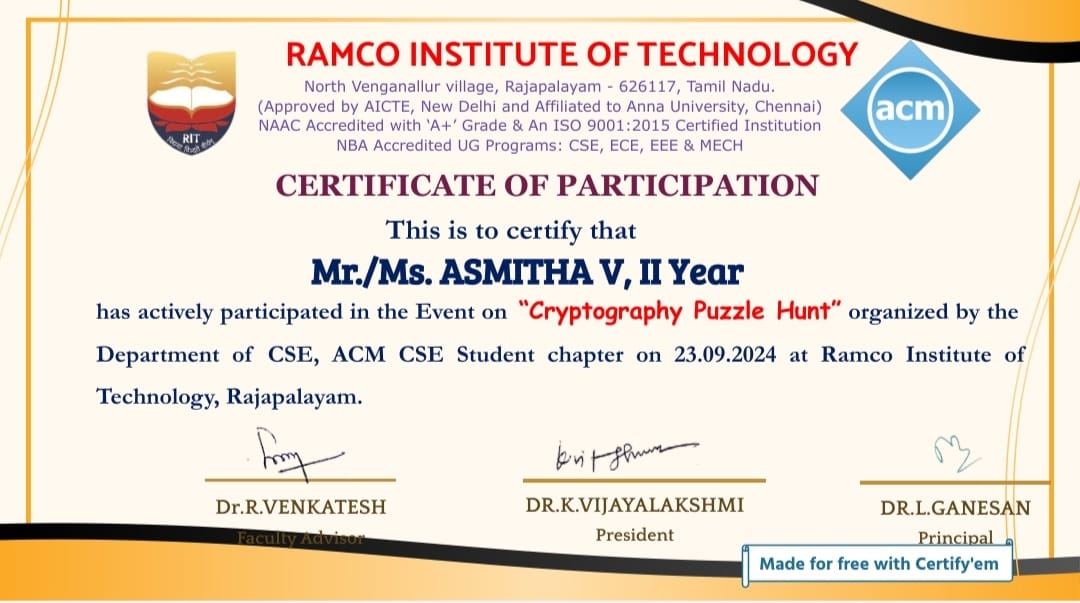 RAMCO INSTITUTE OF TECHNOLOGY
North Venganallur village, Rajapalayam - 626117, Tamil Nadu.
(Approved by AICTE, New Delhi and Affiliated to Anna University, Chennai)
NAAC Accredited with ‘A+’ Grade & An ISO 9001:2015 Certified Institution
NBA Accredited UG Programs: CSE, ECE, EEE & MECH
RIT
acm
CERTIFICATE OF PARTICIPATION
This is to certify that
Mr./Ms. ASMITHA V, II Year
has actively participated in the Event on “Cryptography Puzzle Hunt” organized by the
Department of CSE, ACM CSE Student chapter on 23.09.2024 at Ramco Institute of
Technology, Rajapalayam.
Dr.R.VENKATESH
DR.K.VIJAYALAKSHMI
DR.L.GANESAN
Faculty Advisor
President
Principal
Made for free with Certify'em